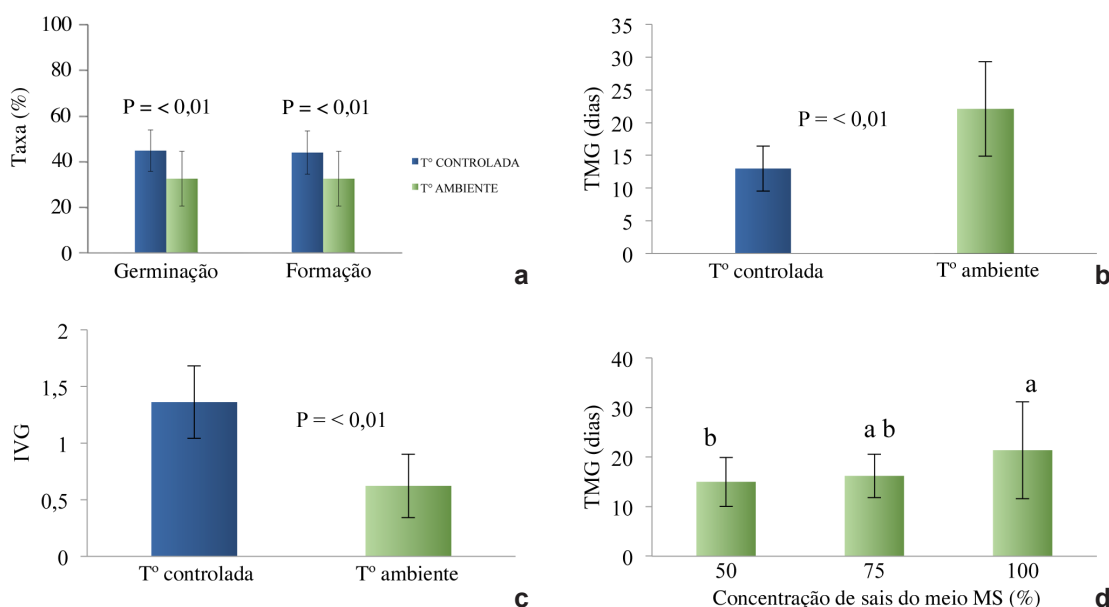 100
80
60
40
20
0
Taxa (%)
P = < 0,01
P = < 0,01
Germinação
Formação
Tº CONTROLADA
Tº AMBIENTE
a
35
30
25
20
15
10
5
0
TMG (dias)
P = < 0,01
Tº controlada
Tº ambiente
b
2
1,5
1
0,5
0
IVG
P = < 0,01
Tº controlada
Tº ambiente
c
40
30
20
10
0
TMG (dias)
b
a b
a
50
75
100
Concentração de sais do meio MS (%)
d